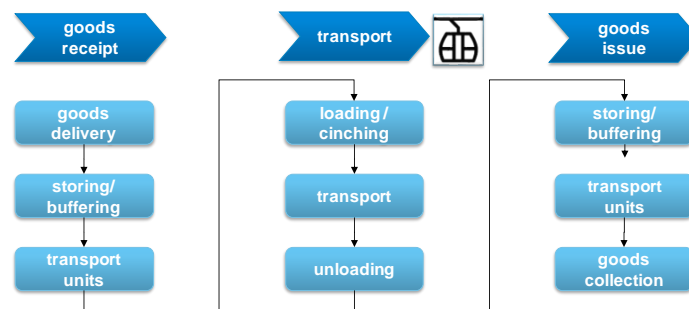 goods
receipt
transport
goods
issue
goods
delivery
storing/
buffering
transport
units
loading /
cinching
transport
unloading
storing/
buffering
transport
units
goods
collection